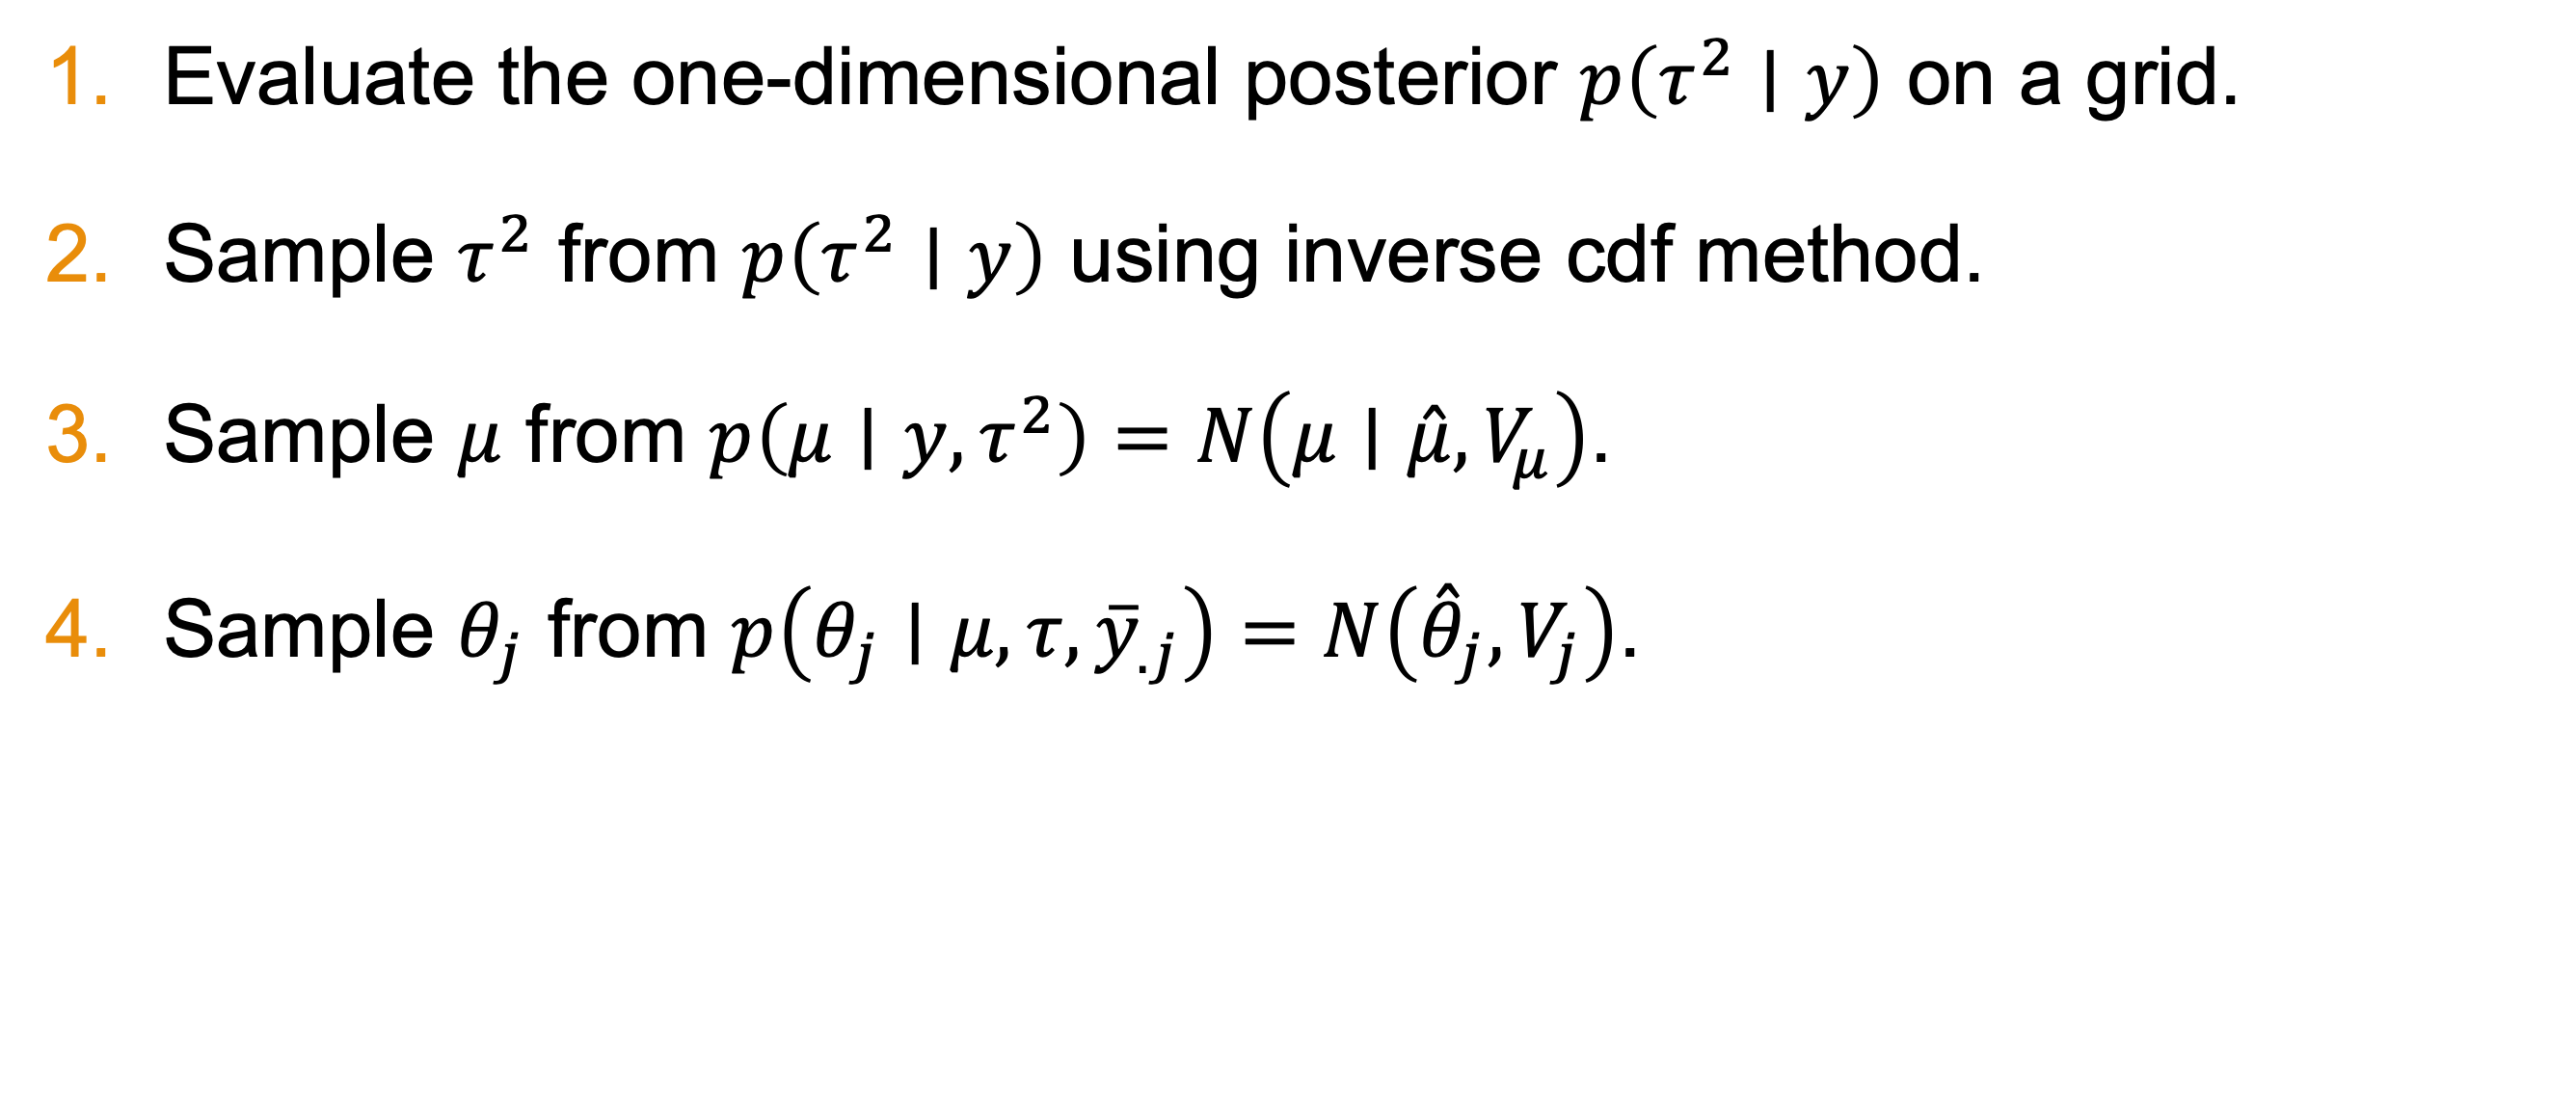 1. Evaluate the one-dimensional posterior p(τ² | y) on a grid.
2. Sample τ² from p(τ² | y) using inverse cdf method.
3. Sample μ from p(μ | y, τ²) = N(μ | μ̂, V_μ).
4. Sample θ_j from p(θ_j | μ, τ, ȳ_.j) = N(θ̂_j, V_j).